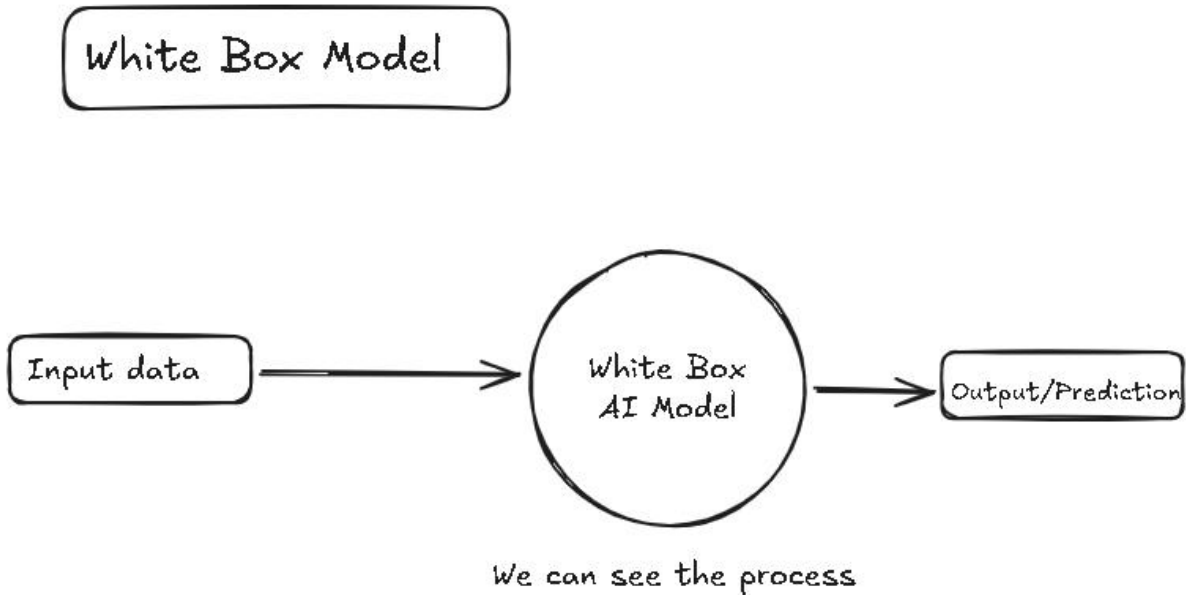 White Box Model
Input data
White Box
AI Model
Output/Prediction
We can see the process